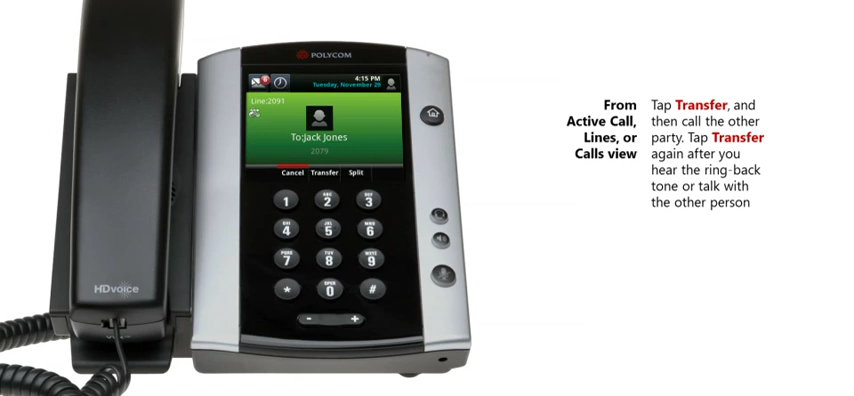 POLYCOM
4:15 PM
Tuesday, November 29
Line:2091
To:Jack Jones
2079
Cancel Transfer Split
1 ABC 2 DEF 3
GHI 4 JKL 5 MNO 6
PQRS 7 TUV 8 WXYZ 9
* OPER 0 #
- +
HDvoice
From
Active Call,
Lines, or
Calls view
Tap Transfer, and
then call the other
party. Tap Transfer
again after you
hear the ring-back
tone or talk with
the other person